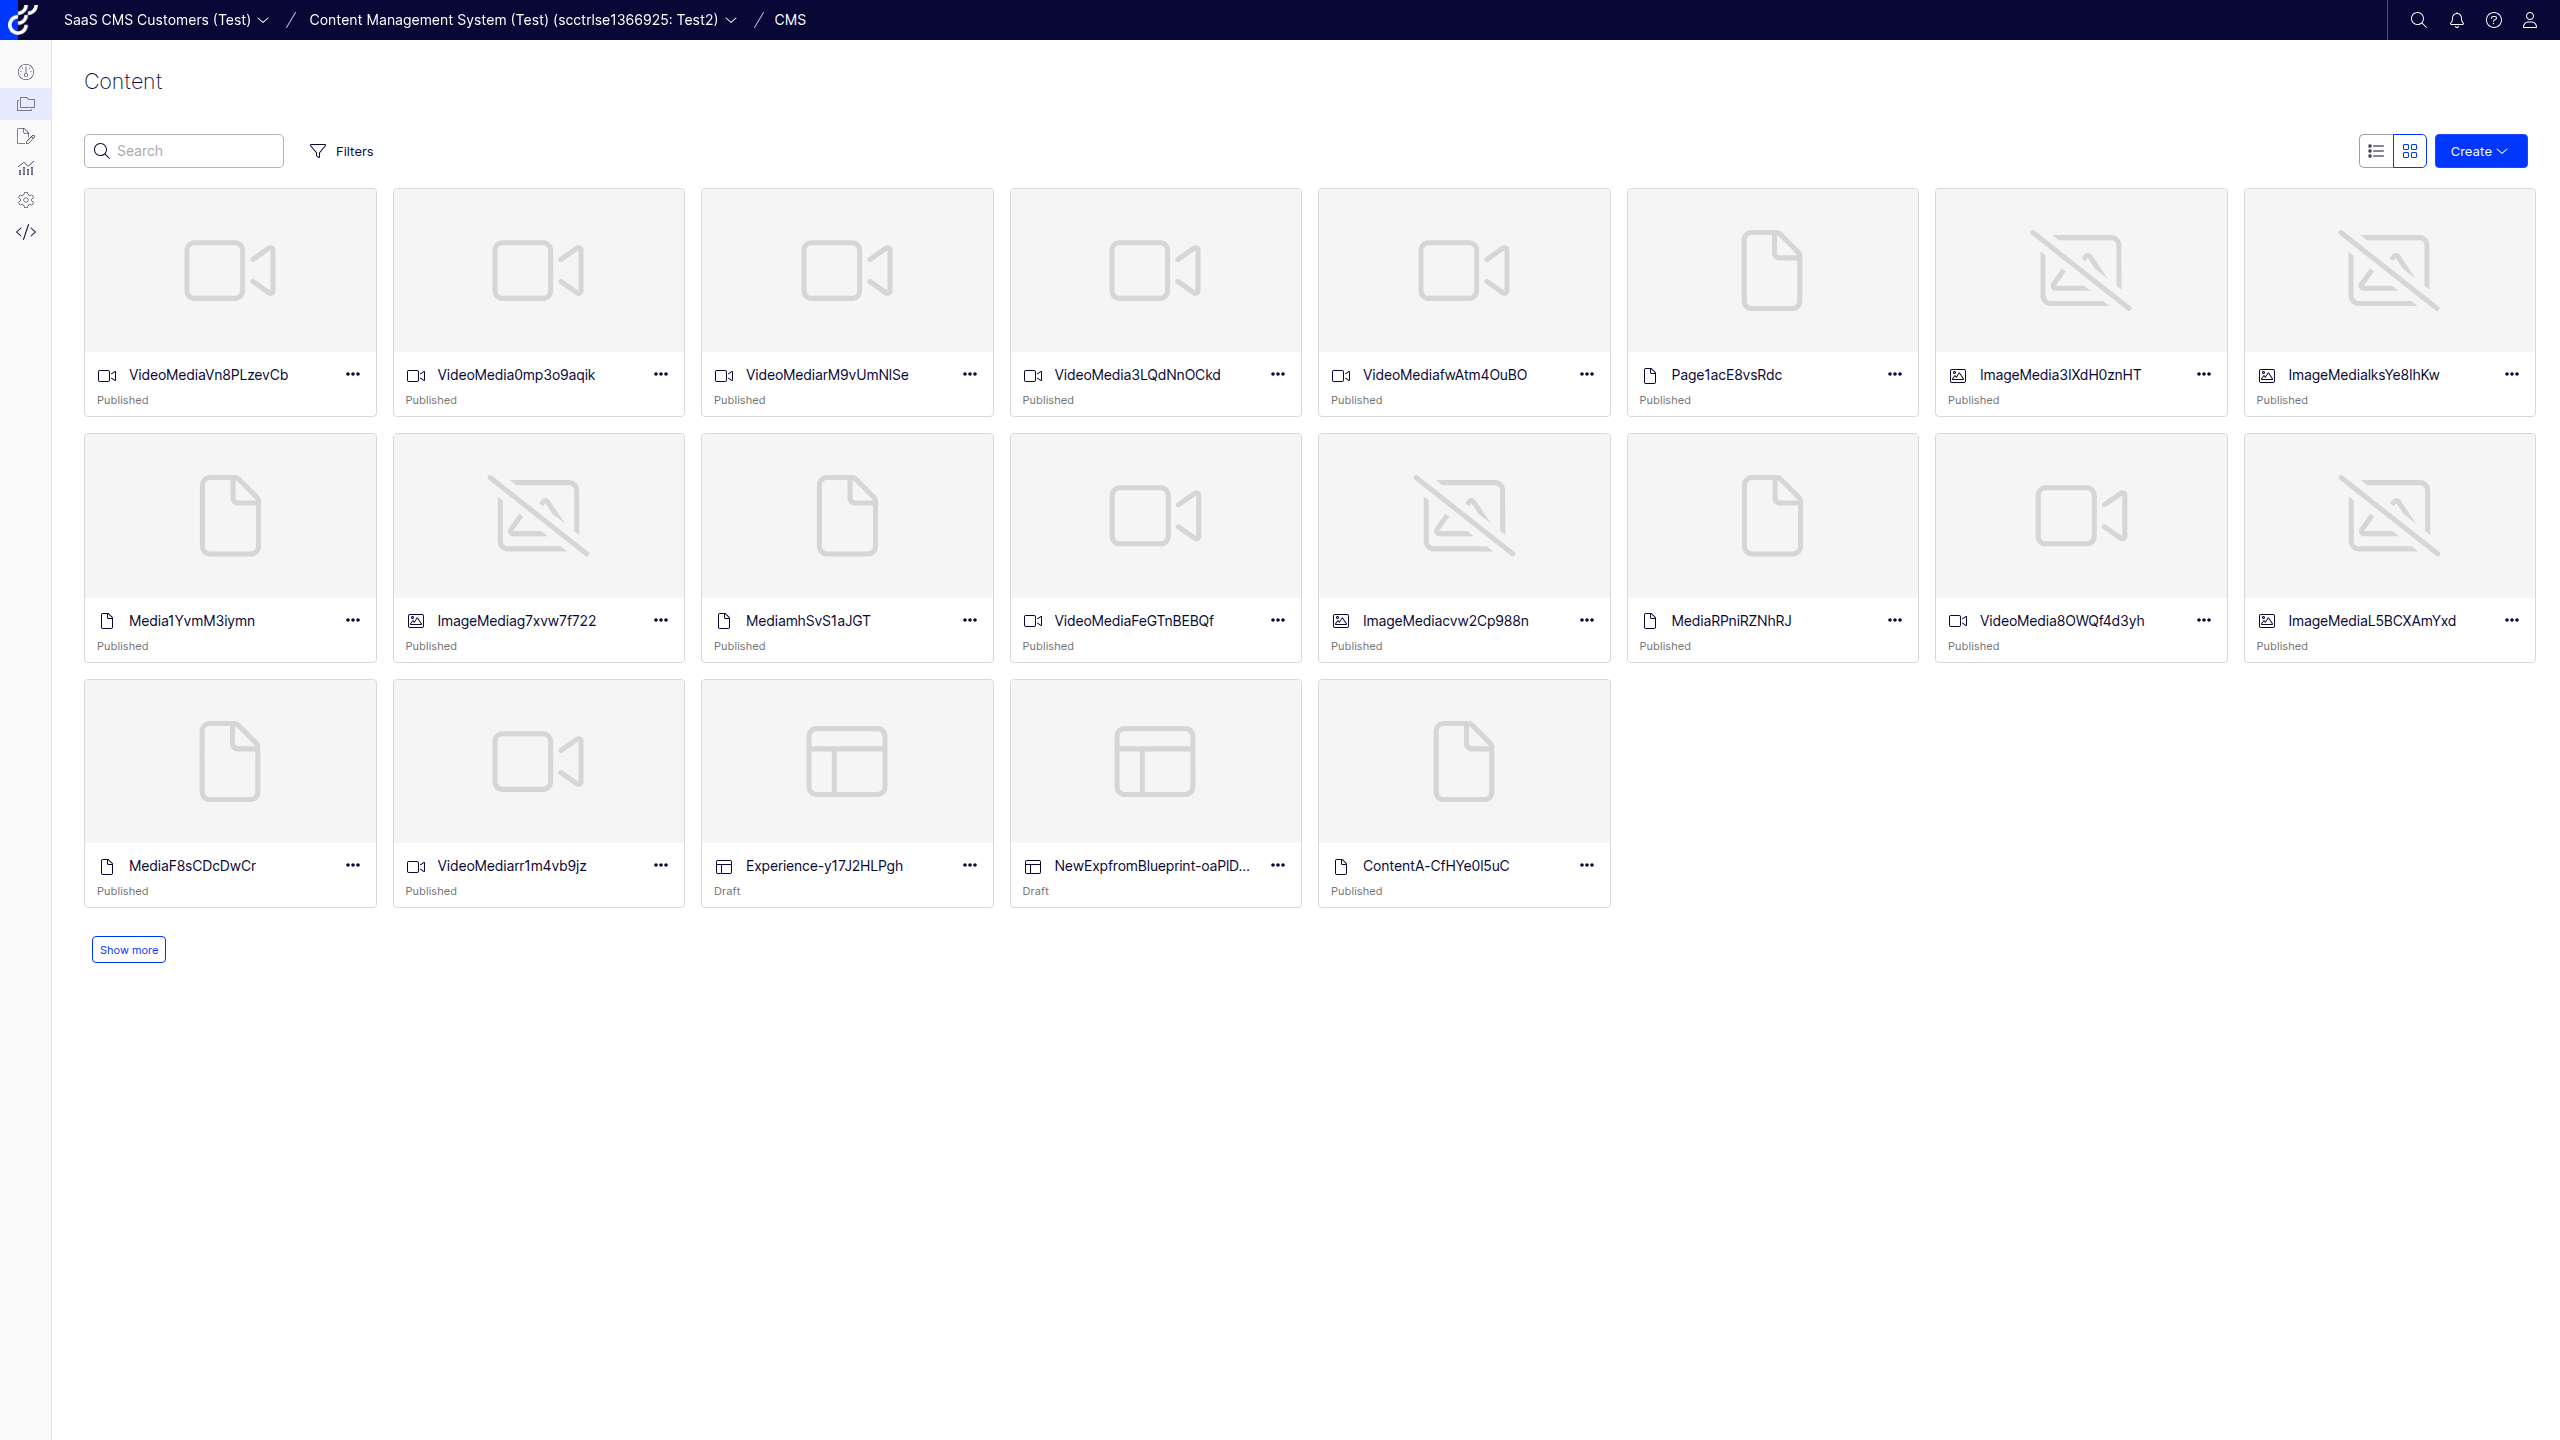 SaaS CMS Customers (Test) / Content Management System (Test) (scctrlse1366925: Test2) / CMS
Content
Search
Filters
Create
VideoMediaVn8PLzevCb
Published
VideoMedia0mp3o9aqik
Published
VideoMediarM9vUmNlSe
Published
VideoMedia3LQdNnOCkd
Published
VideoMediafwAtm4OuBO
Published
Page1acE8vsRdc
Published
ImageMedia3IXdH0znHT
Published
ImageMedialksYe8lhKw
Published
Media1YvmM3iymn
Published
ImageMediag7xvw7f722
Published
MediamhSvS1aJGT
Published
VideoMediaFeGTnBEBQf
Published
ImageMediacvw2Cp988n
Published
MediaRPniRZNhRJ
Published
VideoMedia8OWQf4d3yh
Published
ImageMediaL5BCXAmYxd
Published
MediaF8sCDcDwCr
Published
VideoMediarr1m4vb9jz
Published
Experience-y17J2HLPgh
Draft
NewExpfromBlueprint-oaPlD...
Draft
ContentA-CfHYe0l5uC
Published
Show more